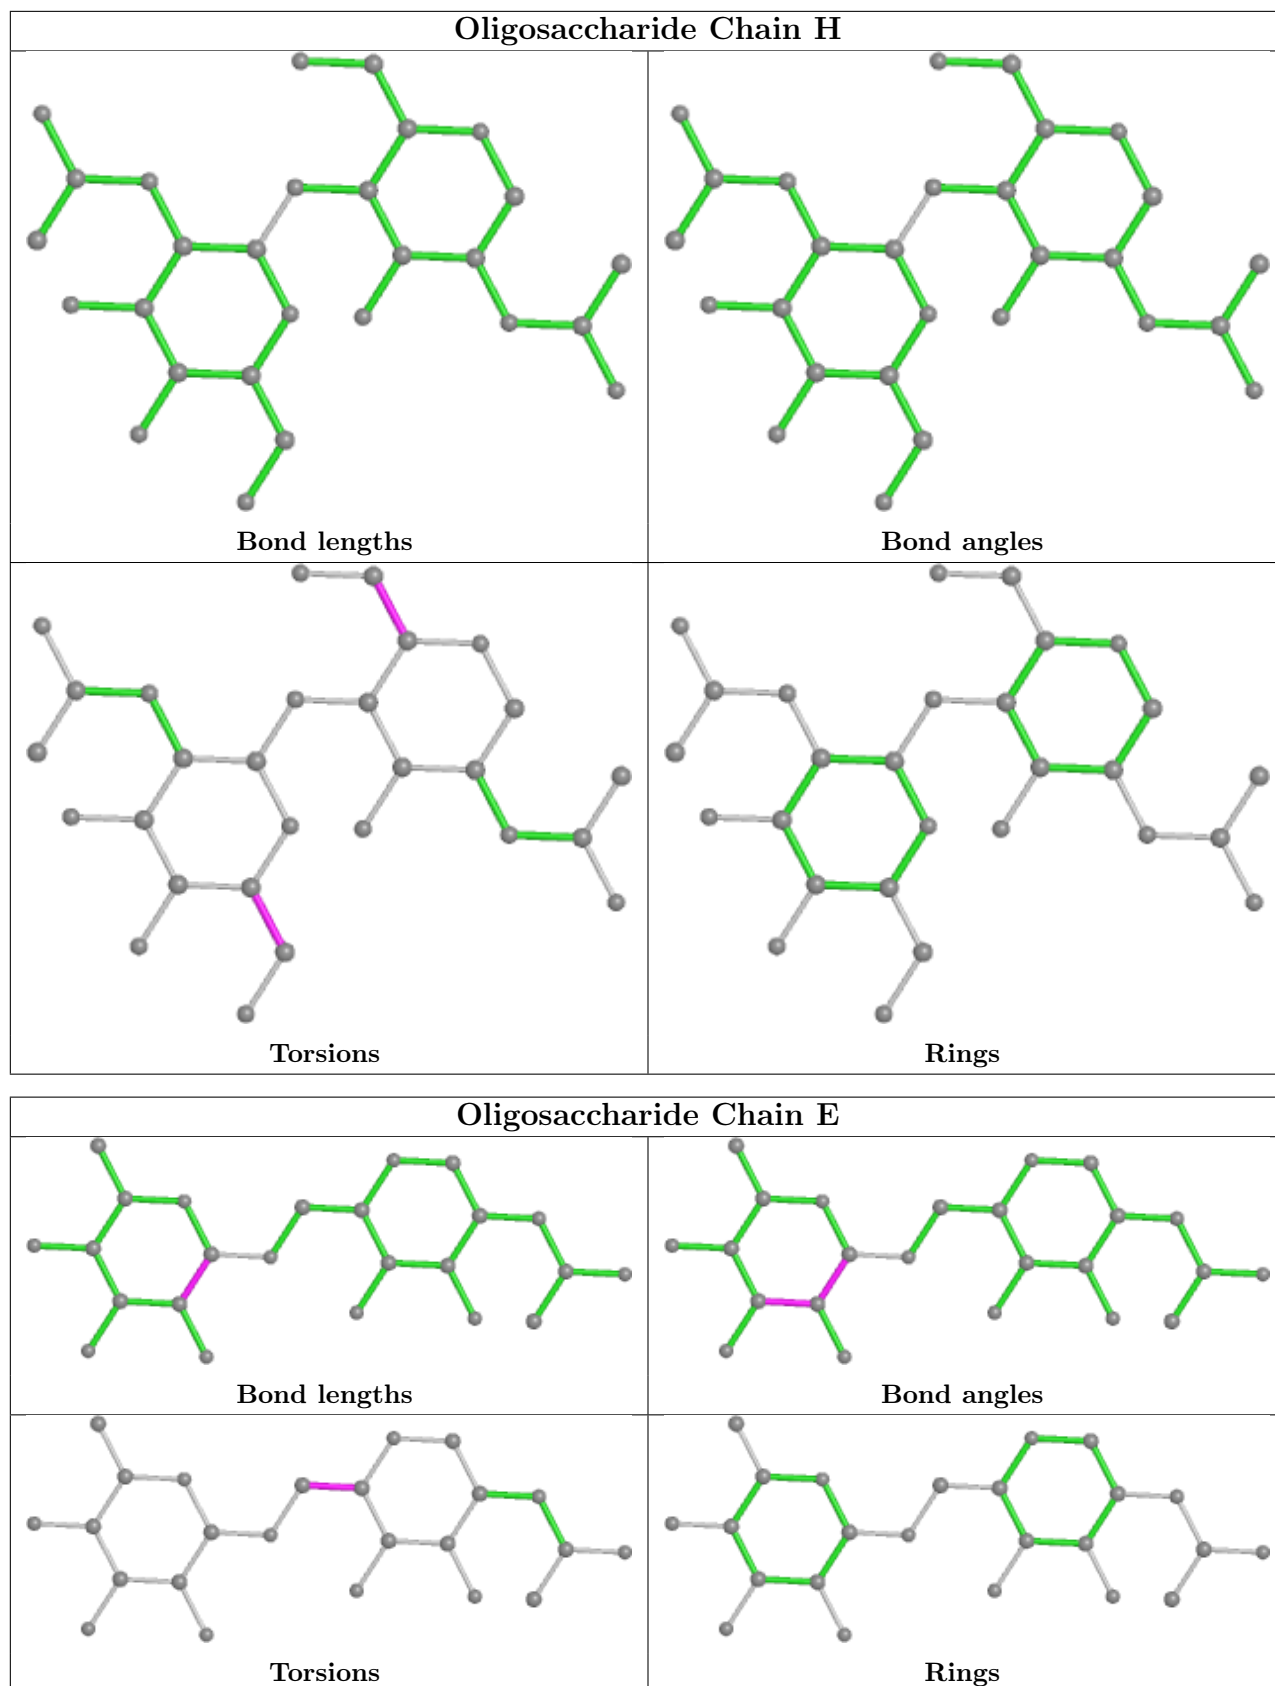 Oligosaccharide Chain H
Bond lengths
Bond angles
Torsions
Rings
Oligosaccharide Chain E
Bond lengths
Bond angles
Torsions
Rings